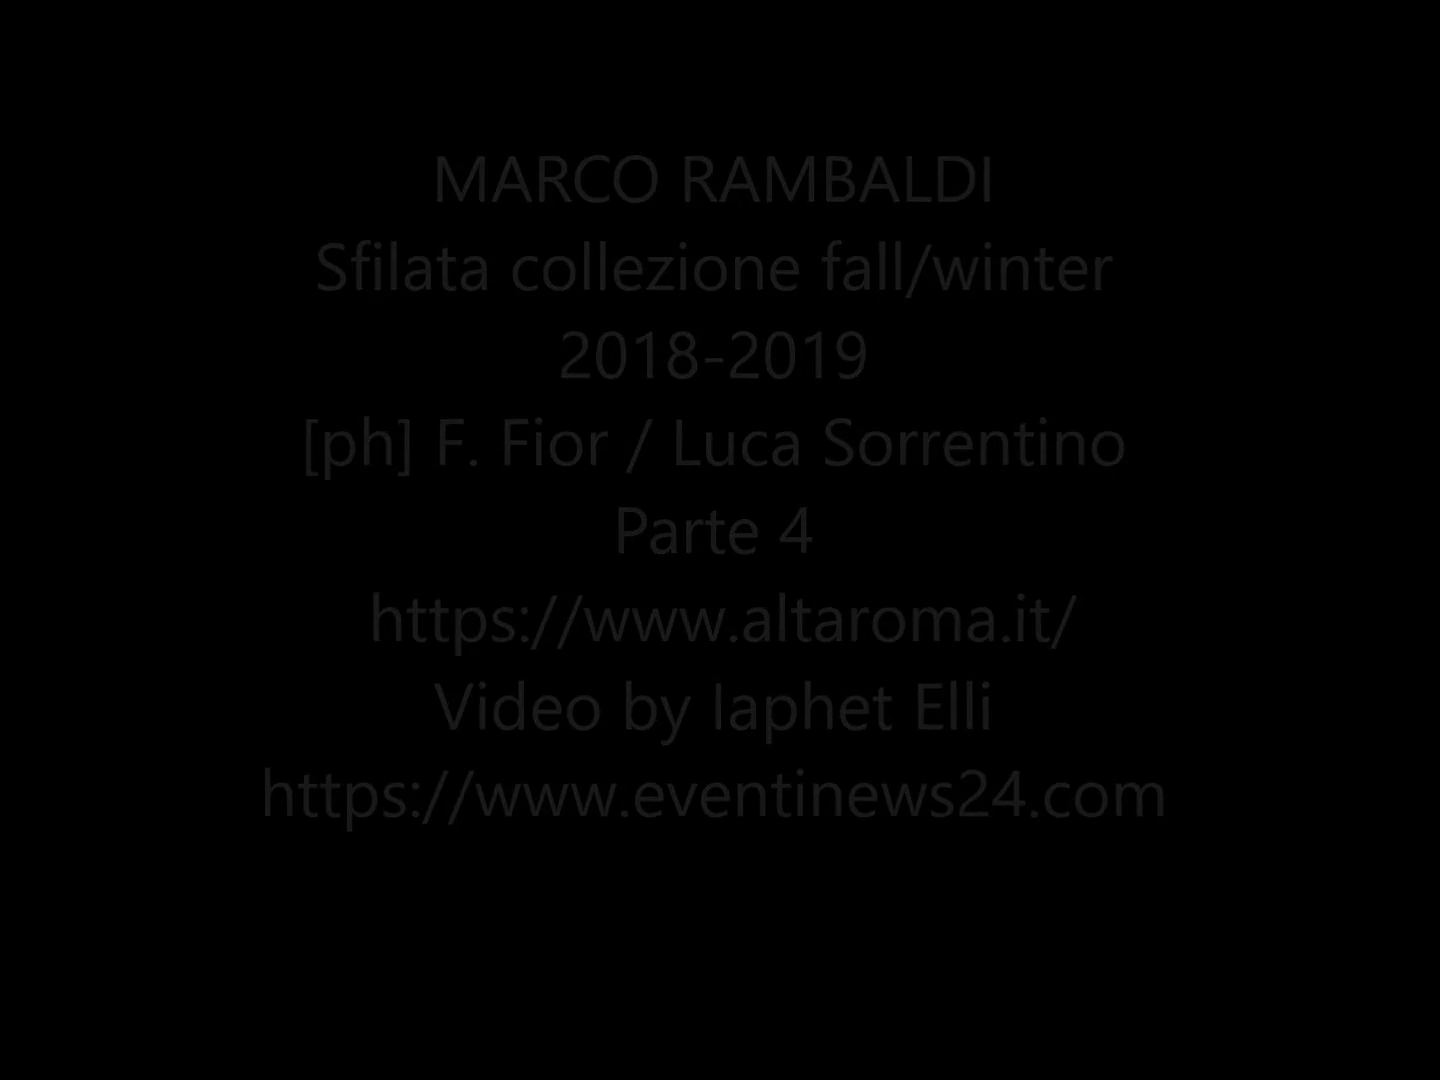 MARCO RAMBALDI
Sfilata collezione fall/winter
2018-2019
[ph] F. Fior / Luca Sorrentino
Parte 4
https://www.altaroma.it/
Video by Iaphet Elli
https://www.eventinews24.com